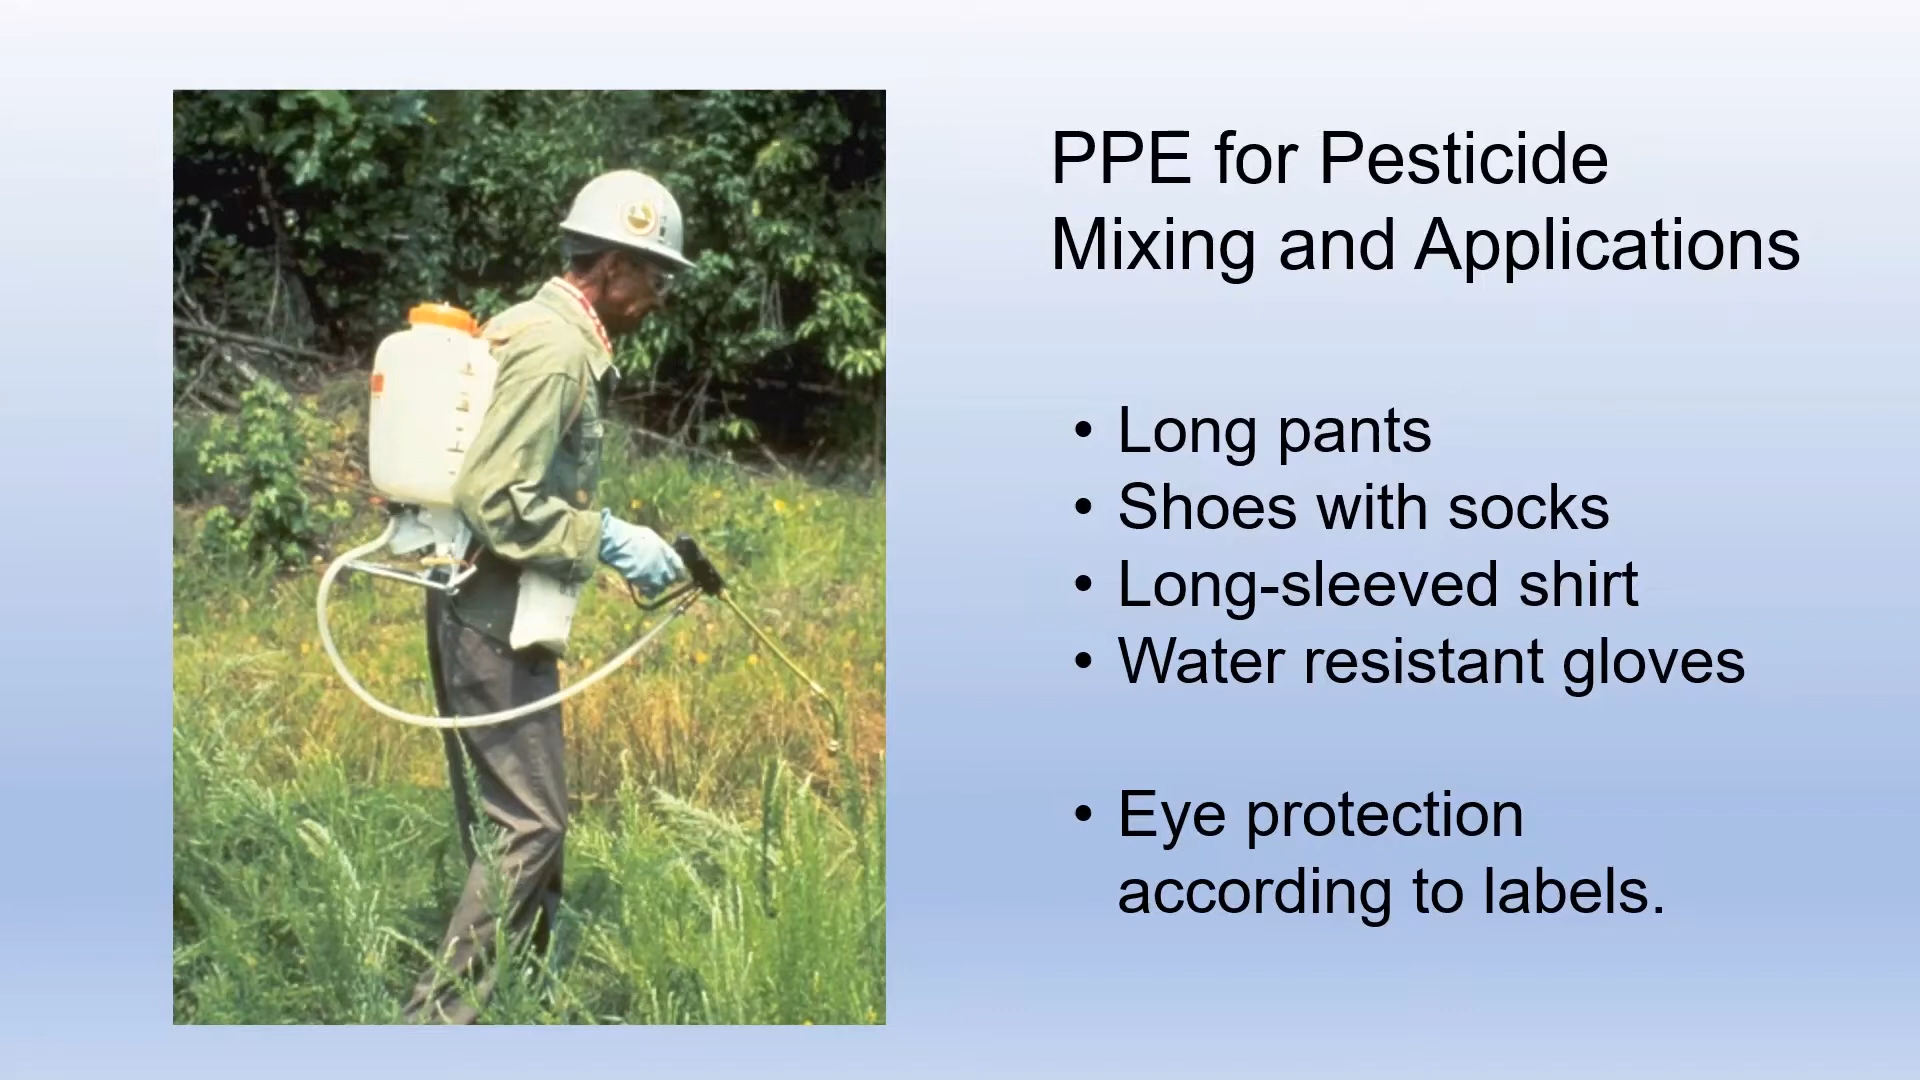 PPE for Pesticide
Mixing and Applications
• Long pants
• Shoes with socks
• Long-sleeved shirt
• Water resistant gloves
• Eye protection
according to labels.